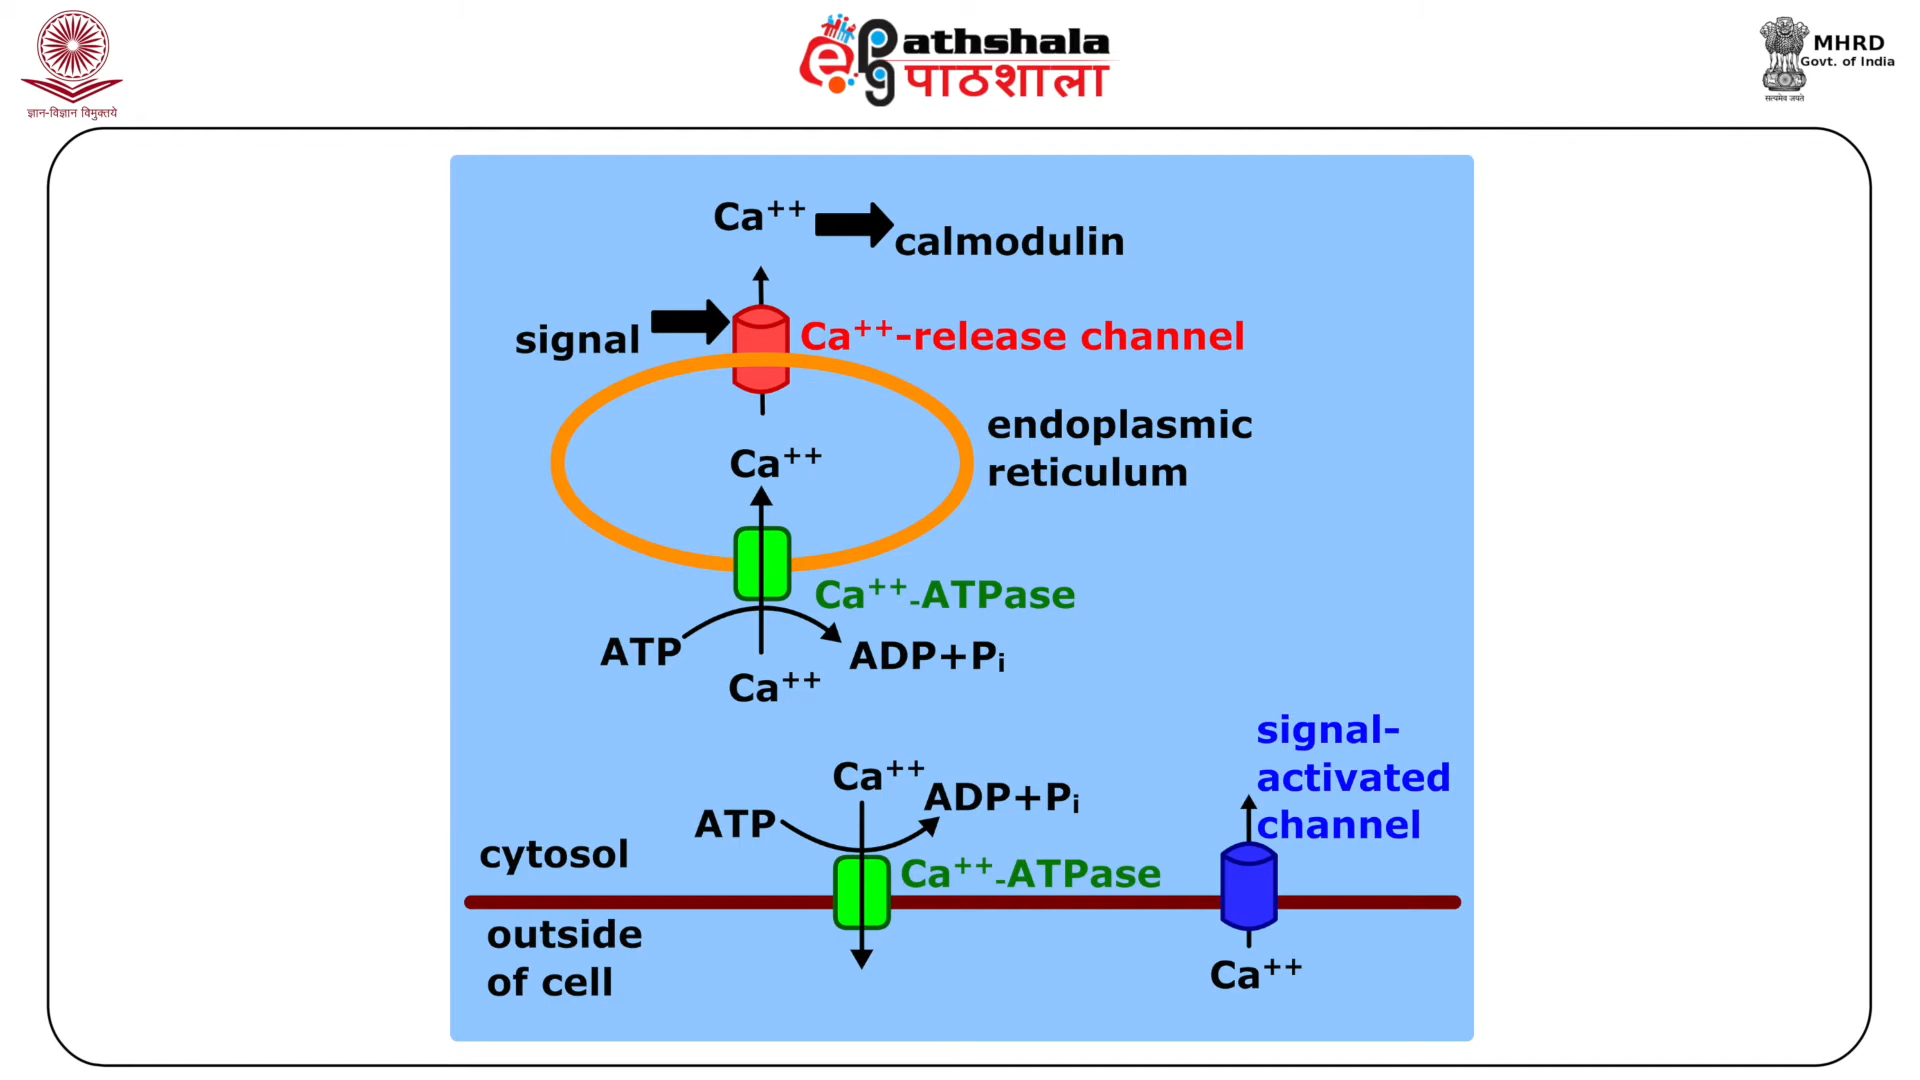 ज्ञान-विज्ञान विमुक्तये
e PG Pathshala
पाठशाला
MHRD
Govt. of India
सत्यमेव जयते
Ca⁺⁺
calmodulin
signal
Ca⁺⁺-release channel
endoplasmic
reticulum
Ca⁺⁺
Ca⁺⁺-ATPase
ATP
ADP+Pᵢ
Ca⁺⁺
signal-
activated
channel
Ca⁺⁺
ADP+Pᵢ
ATP
cytosol
Ca⁺⁺-ATPase
outside
of cell
Ca⁺⁺